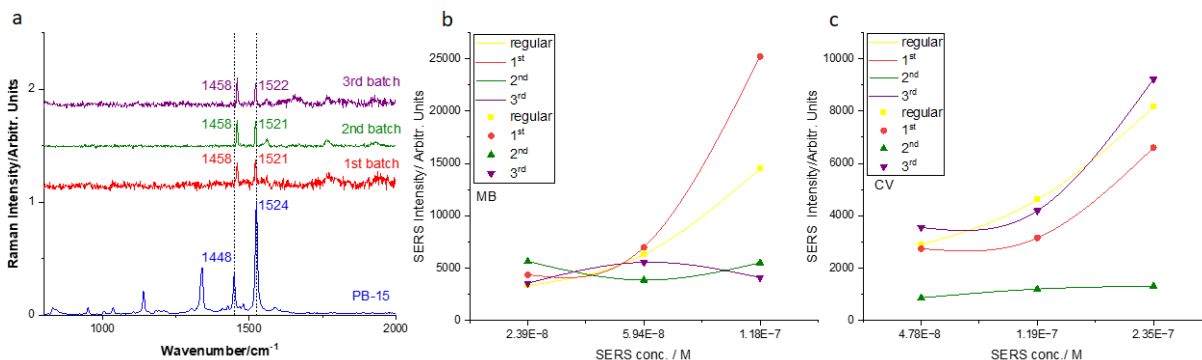 a
Raman Intensity/Arbitr. Units
2
1
0
1458
1522
3rd batch
1458
1521
2nd batch
1458
1521
1st batch
1524
1448
PB-15
1000
1500
2000
Wavenumber/cm-1
b
SERS Intensity/ Arbitr. Units
30000
25000
20000
15000
10000
5000
0
regular
1st
2nd
3rd
regular
1st
2nd
3rd
MB
2.39E-8
5.94E-8
1.18E-7
SERS conc./ M
c
SERS Intensity/Arbitr. Units
10000
8000
6000
4000
2000
0
regular
1st
2nd
3rd
regular
1st
2nd
3rd
CV
4.78E-8
1.19E-7
2.35E-7
SERS conc. / M